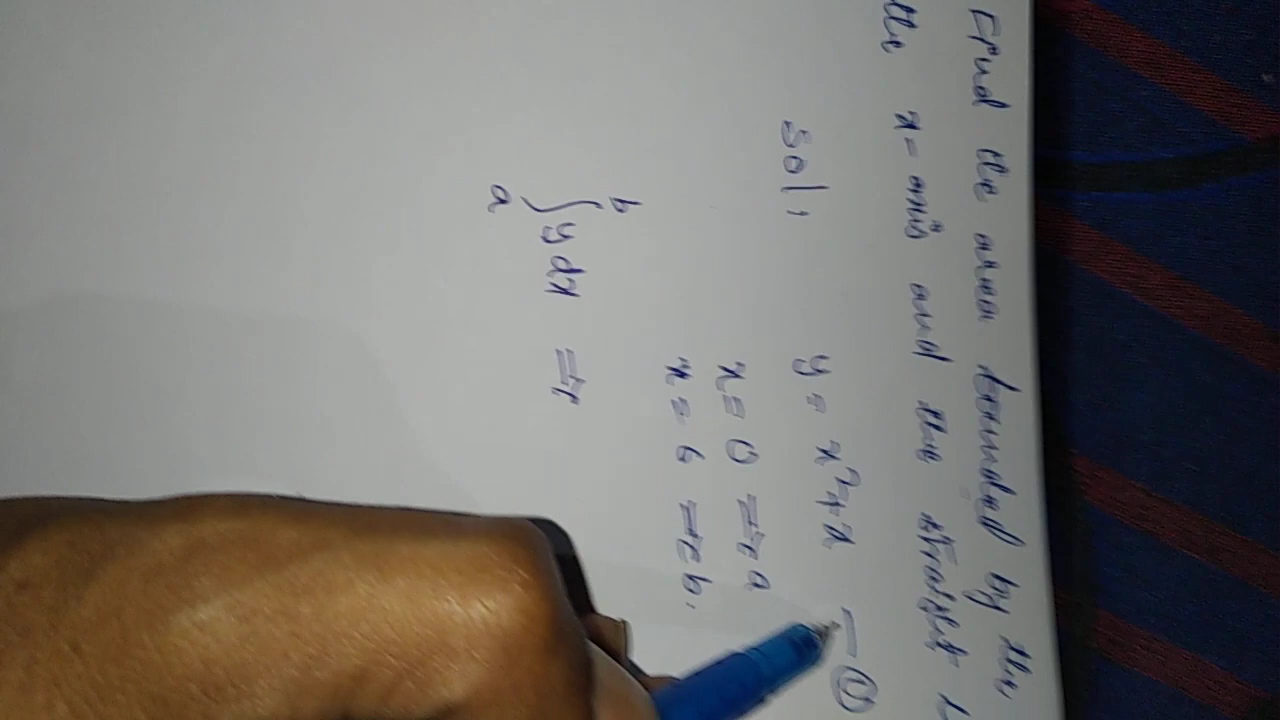 Find the area bounded by the,
the x-axis and the straight
Sol,
y = x²+x — ①
x = 0 ⇒ a
x = 6 ⇒ b,
∫ₐᵇ y dx ⇒